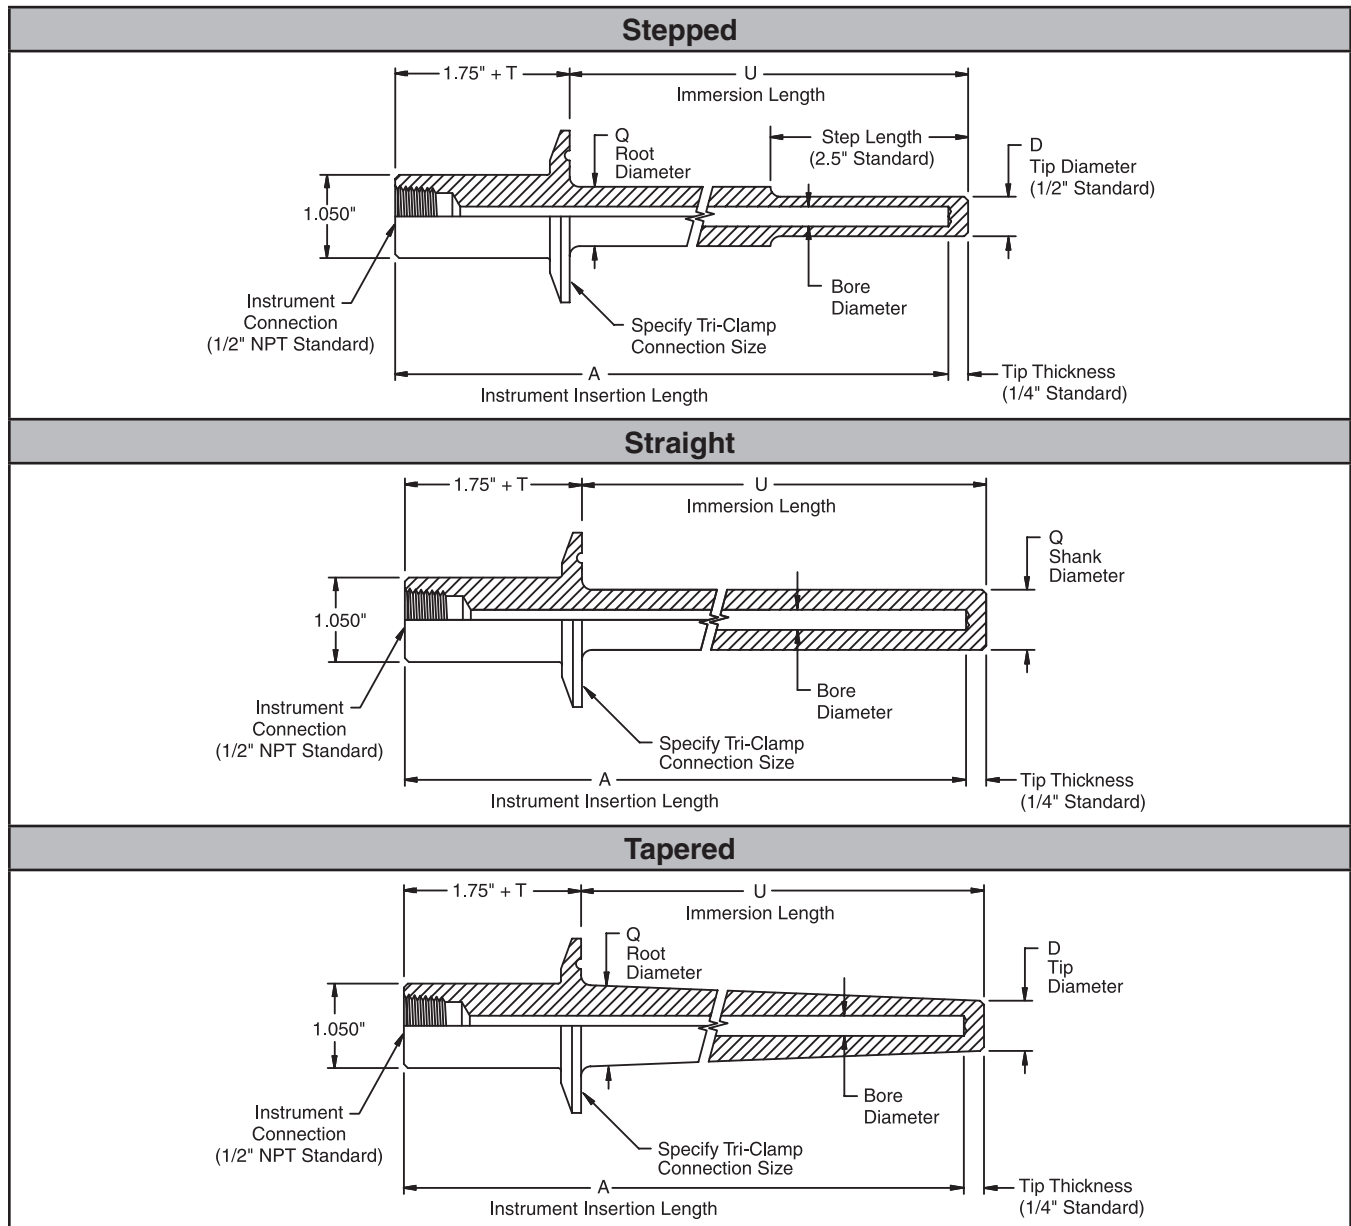 Stepped
1.75" + T
U
Immersion Length
Q
Root
Diameter
Step Length
(2.5" Standard)
D
Tip Diameter
(1/2" Standard)
1.050"
Instrument
Connection
(1/2" NPT Standard)
Bore
Diameter
Specify Tri-Clamp
Connection Size
A
Instrument Insertion Length
Tip Thickness
(1/4" Standard)
Straight
1.75" + T
U
Immersion Length
Q
Shank
Diameter
1.050"
Instrument
Connection
(1/2" NPT Standard)
Bore
Diameter
Specify Tri-Clamp
Connection Size
A
Instrument Insertion Length
Tip Thickness
(1/4" Standard)
Tapered
1.75" + T
U
Immersion Length
Q
Root
Diameter
D
Tip
Diameter
1.050"
Instrument
Connection
(1/2" NPT Standard)
Bore
Diameter
Specify Tri-Clamp
Connection Size
A
Instrument Insertion Length
Tip Thickness
(1/4" Standard)